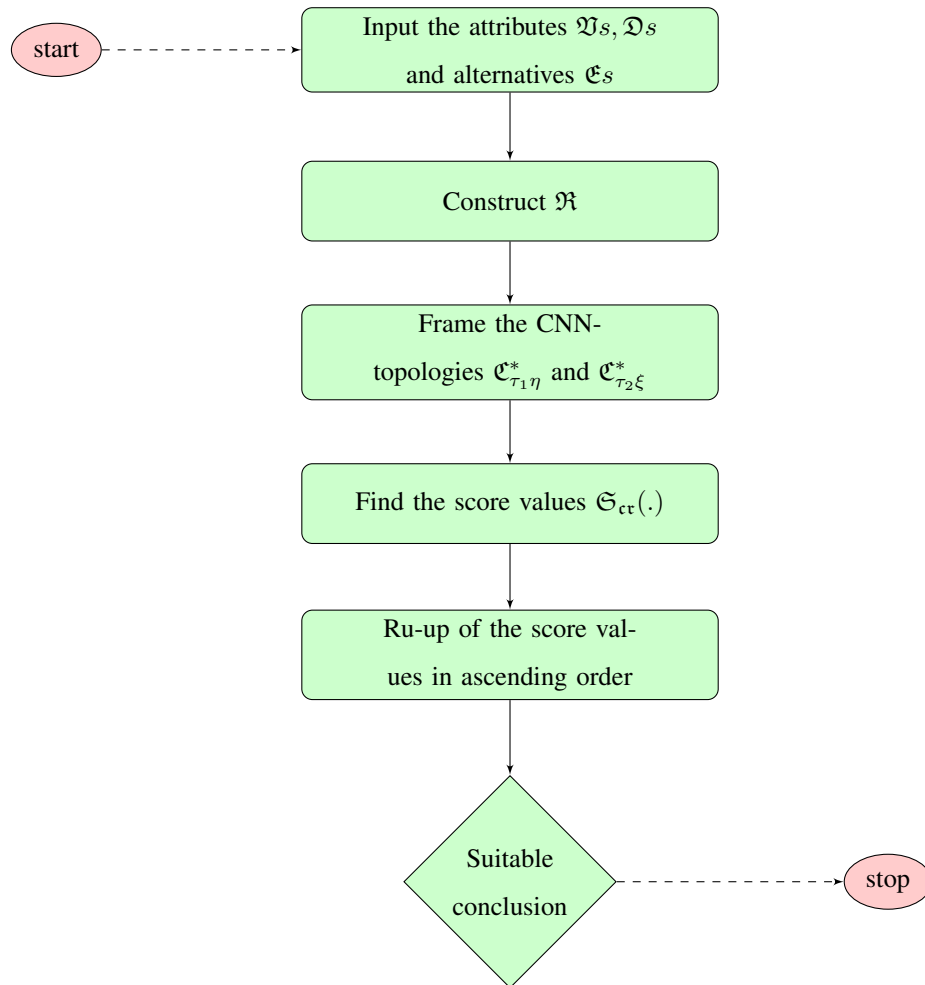 start
Input the attributes 𝔙s, 𝔇s
and alternatives 𝔈s
Construct ℜ
Frame the CNN-
topologies ℭ*τ₁η and ℭ*τ₂ξ
Find the score values 𝔖𝔠𝔯(.)
Ru-up of the score val-
ues in ascending order
Suitable
conclusion
stop